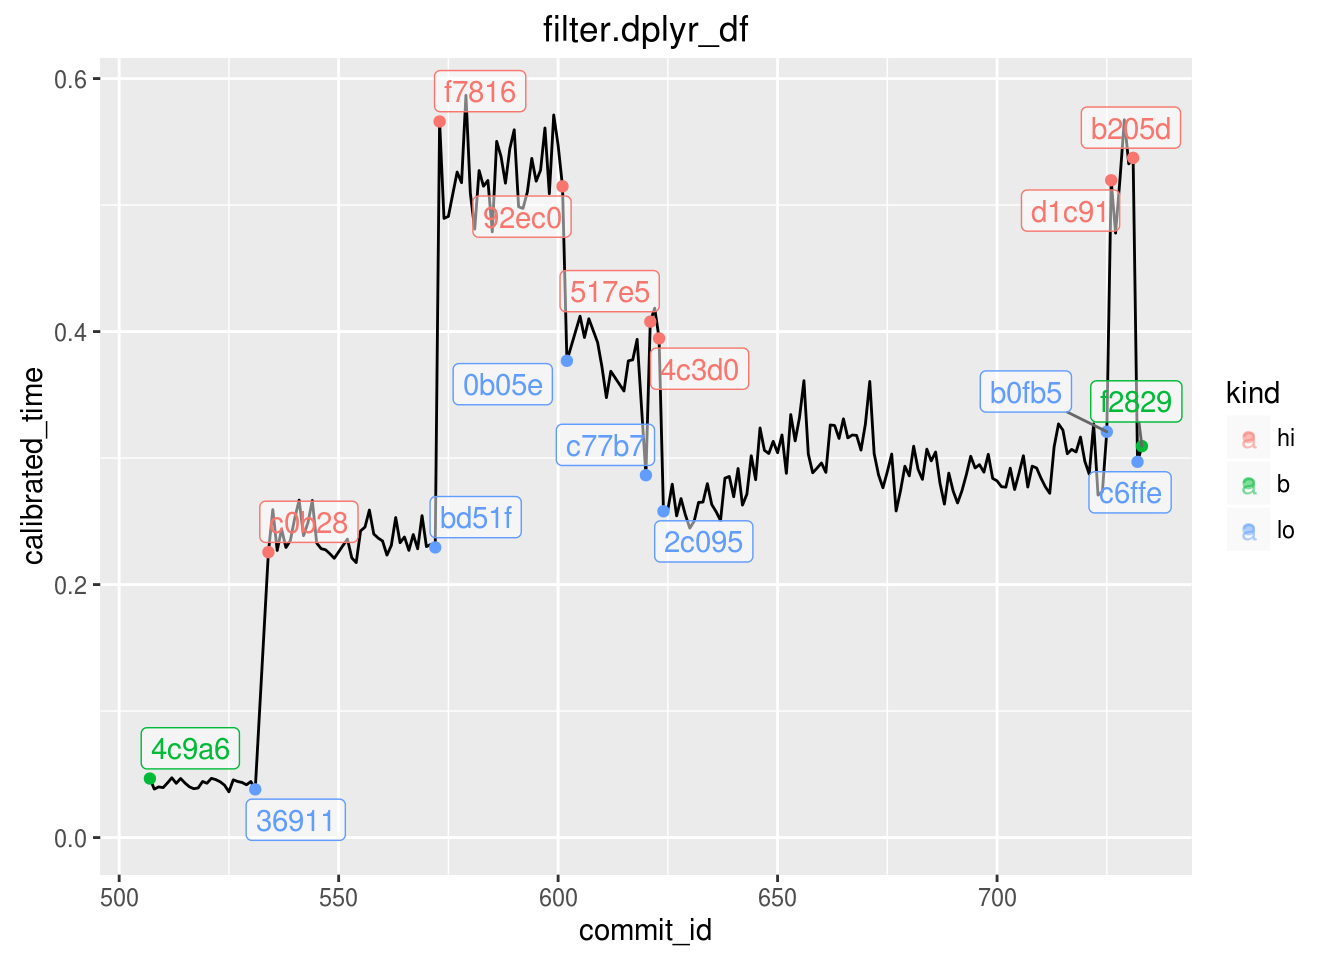 filter.dplyr_df
calibrated_time
0.6
0.4
0.2
0.0
f7816
b205d
92ec0
d1c91
517e5
4c3d0
0b05e
b0fb5
f2829
c77b7
c6ffe
c0b28
bd51f
2c095
4c9a6
36911
500
550
600
650
700
commit_id
kind
a hi
a b
a lo